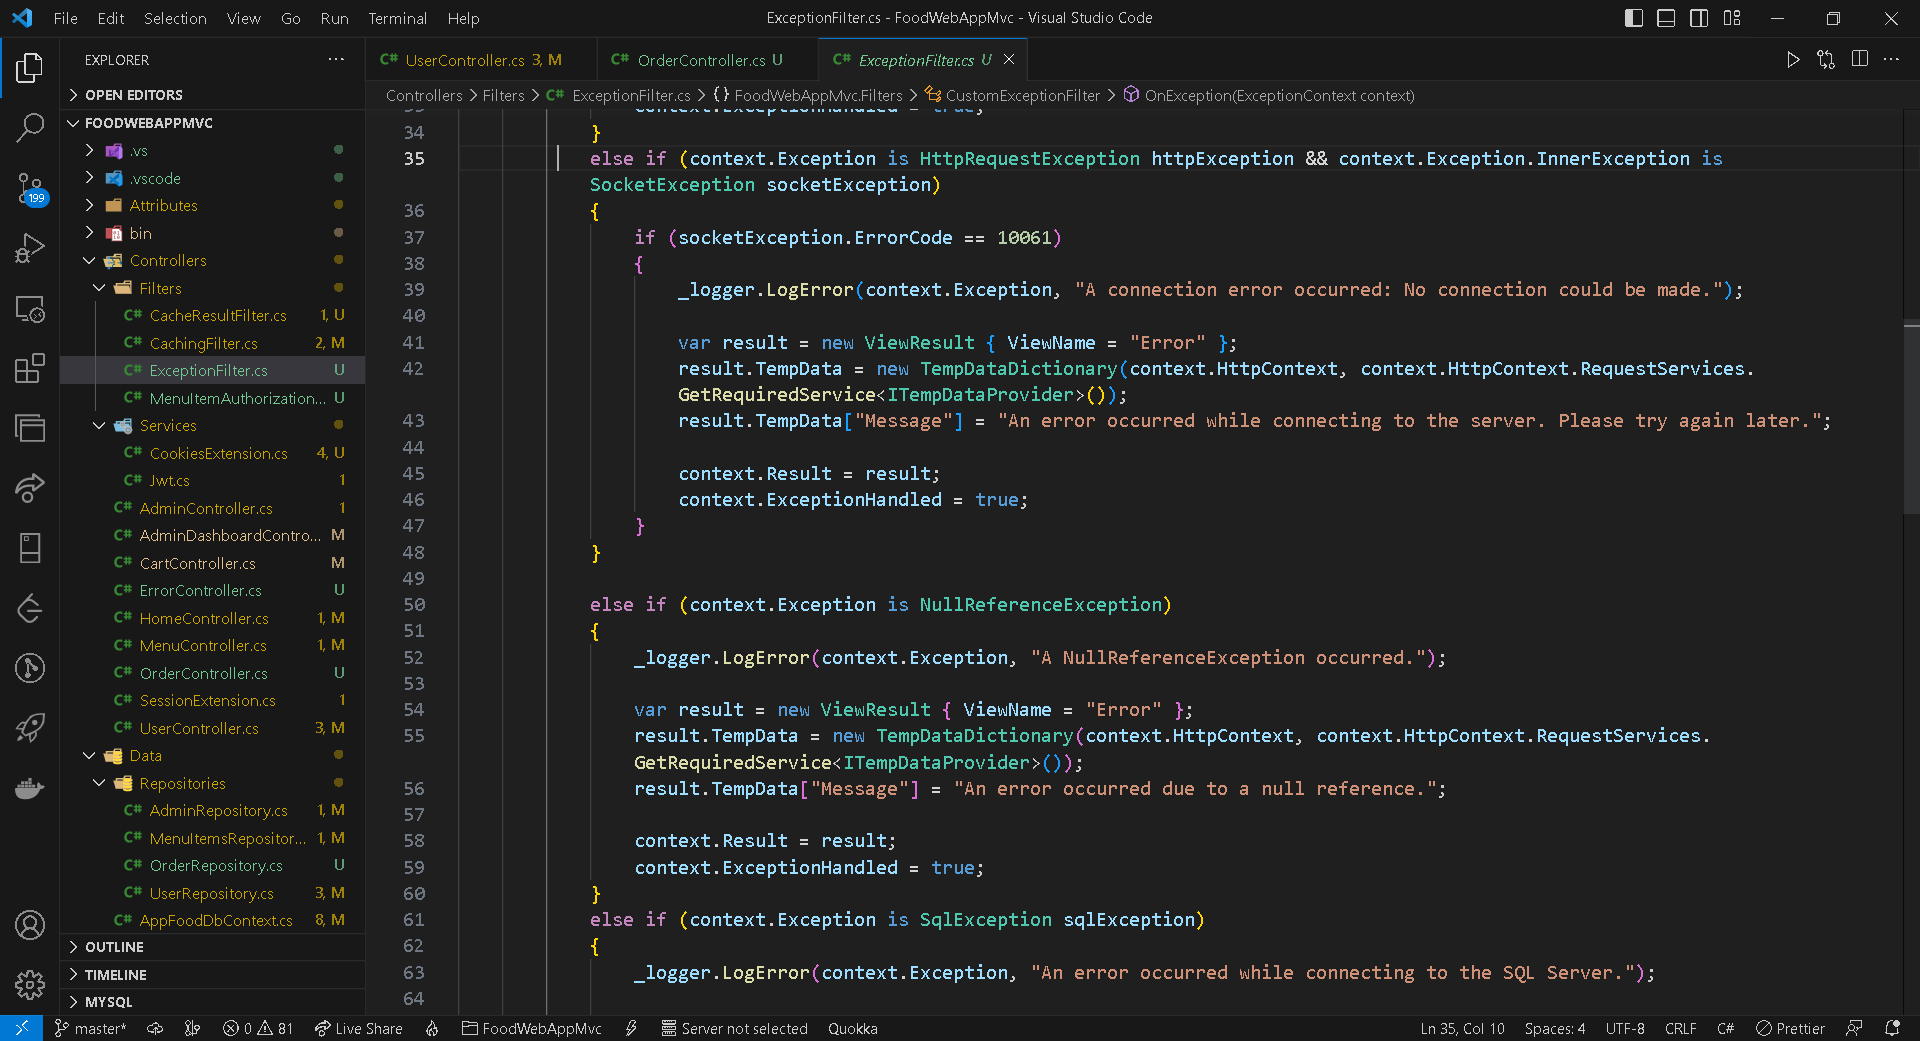 File Edit Selection View Go Run Terminal Help
ExceptionFilter.cs - FoodWebAppMvc - Visual Studio Code
EXPLORER
OPEN EDITORS
FOODWEBAPPMVC
.vs
.vscode
Attributes
bin
Controllers
Filters
C# CacheResultFilter.cs 1, U
C# CachingFilter.cs 2, M
C# ExceptionFilter.cs U
C# MenuItemAuthorization... U
Services
C# CookiesExtension.cs 4, U
C# Jwt.cs 1
C# AdminController.cs 1
C# AdminDashboardContro... M
C# CartController.cs M
C# ErrorController.cs U
C# HomeController.cs 1, M
C# MenuController.cs 1, M
C# OrderController.cs U
C# SessionExtension.cs 1
C# UserController.cs 3, M
Data
Repositories
C# AdminRepository.cs 1, M
C# MenuItemsRepositor... 1, M
C# OrderRepository.cs U
C# UserRepository.cs 3, M
C# AppFoodDbContext.cs 8, M
OUTLINE
TIMELINE
MYSQL
199
C# UserController.cs 3, M
C# OrderController.cs U
C# ExceptionFilter.cs U
Controllers > Filters > C# ExceptionFilter.cs > {} FoodWebAppMvc.Filters > CustomExceptionFilter > OnException(ExceptionContext context)
33 context.ExceptionHandled = true;
34 }
35 else if (context.Exception is HttpRequestException httpException && context.Exception.InnerException is
SocketException socketException)
36 {
37 if (socketException.ErrorCode == 10061)
38 {
39 _logger.LogError(context.Exception, "A connection error occurred: No connection could be made.");
40
41 var result = new ViewResult { ViewName = "Error" };
42 result.TempData = new TempDataDictionary(context.HttpContext, context.HttpContext.RequestServices.
GetRequiredService<ITempDataProvider>());
43 result.TempData["Message"] = "An error occurred while connecting to the server. Please try again later.";
44
45 context.Result = result;
46 context.ExceptionHandled = true;
47 }
48 }
49
50 else if (context.Exception is NullReferenceException)
51 {
52 _logger.LogError(context.Exception, "A NullReferenceException occurred.");
53
54 var result = new ViewResult { ViewName = "Error" };
55 result.TempData = new TempDataDictionary(context.HttpContext, context.HttpContext.RequestServices.
GetRequiredService<ITempDataProvider>());
56 result.TempData["Message"] = "An error occurred due to a null reference.";
57
58 context.Result = result;
59 context.ExceptionHandled = true;
60 }
61 else if (context.Exception is SqlException sqlException)
62 {
63 _logger.LogError(context.Exception, "An error occurred while connecting to the SQL Server.");
64
master* 0 81 Live Share FoodWebAppMvc Server not selected Quokka
Ln 35, Col 10 Spaces: 4 UTF-8 CRLF C# Prettier